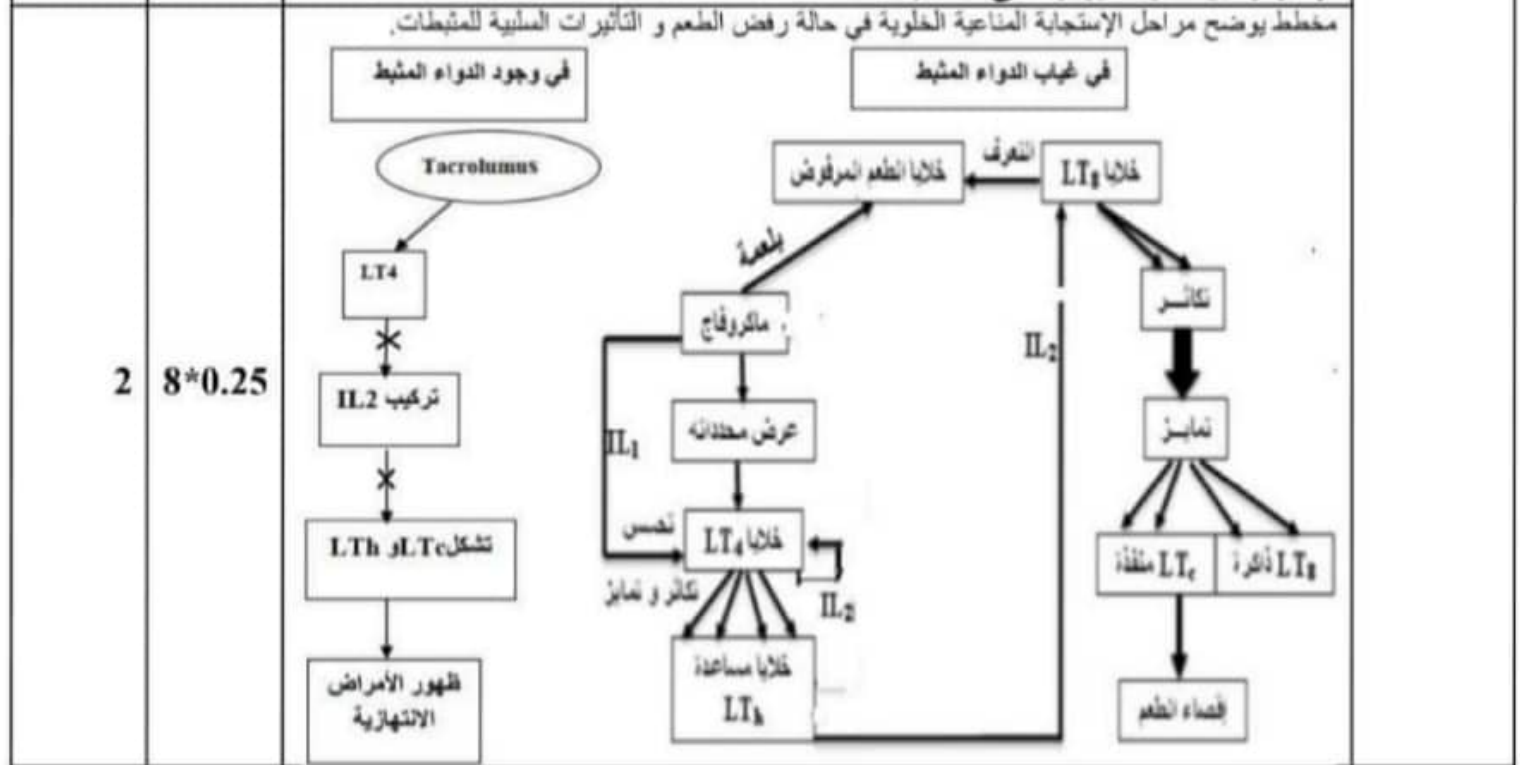 مخطط يوضح مراحل الإستجابة المناعية الخلوية في حالة رفض الطعم و التأثيرات السلبية للمثبطات.
في غياب الدواء المثبط
في وجود الدواء المثبط
خلايا LT8
التعرف
خلايا الطعم المرفوض
بلعمة
ماكروفاج
عرض محدداته
IL1
تحسس
خلايا LT4
IL2
تكاثر و تمايز
خلايا مساعدة
LTh
IL2
تكاثــر
تمايــز
LT8 ذاكرة
LTc منفذة
إقصاء الطعم
Tacrolumus
LT4
تركيب IL2
تشكل LTc و LTh
ظهور الأمراض
الانتهازية
8*0.25
2